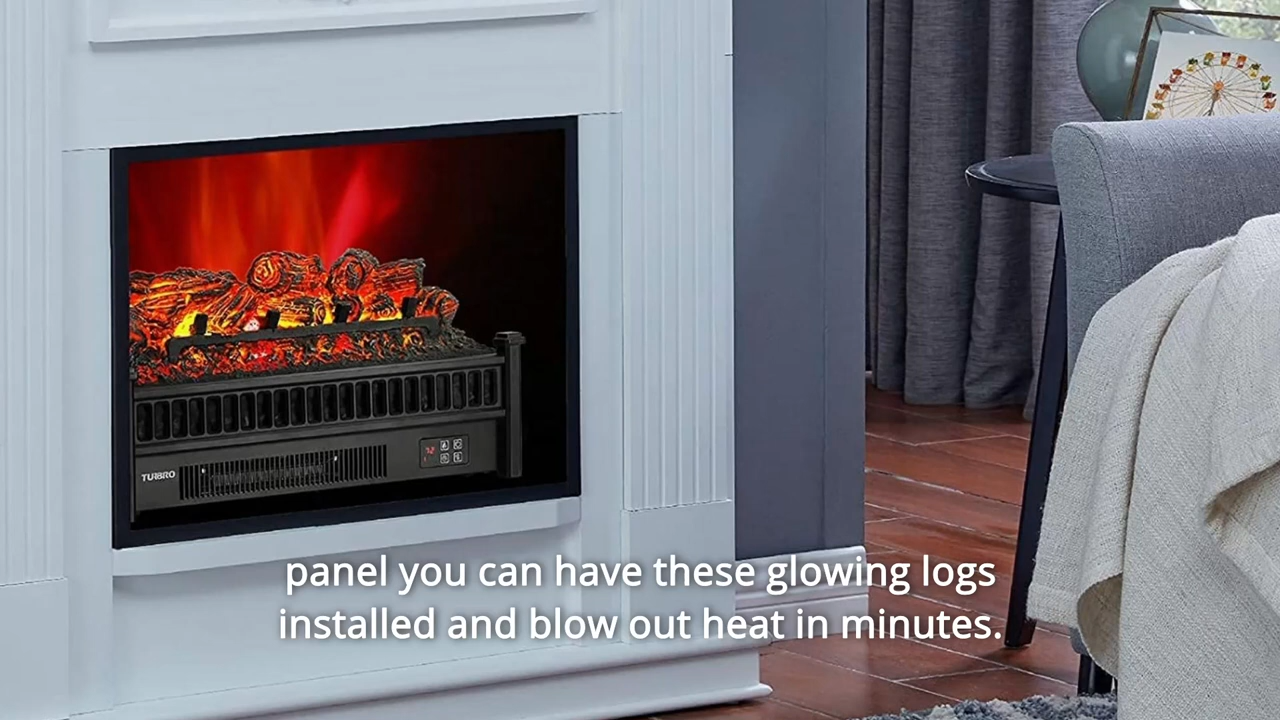 TURBRO
panel you can have these glowing logs
installed and blow out heat in minutes.